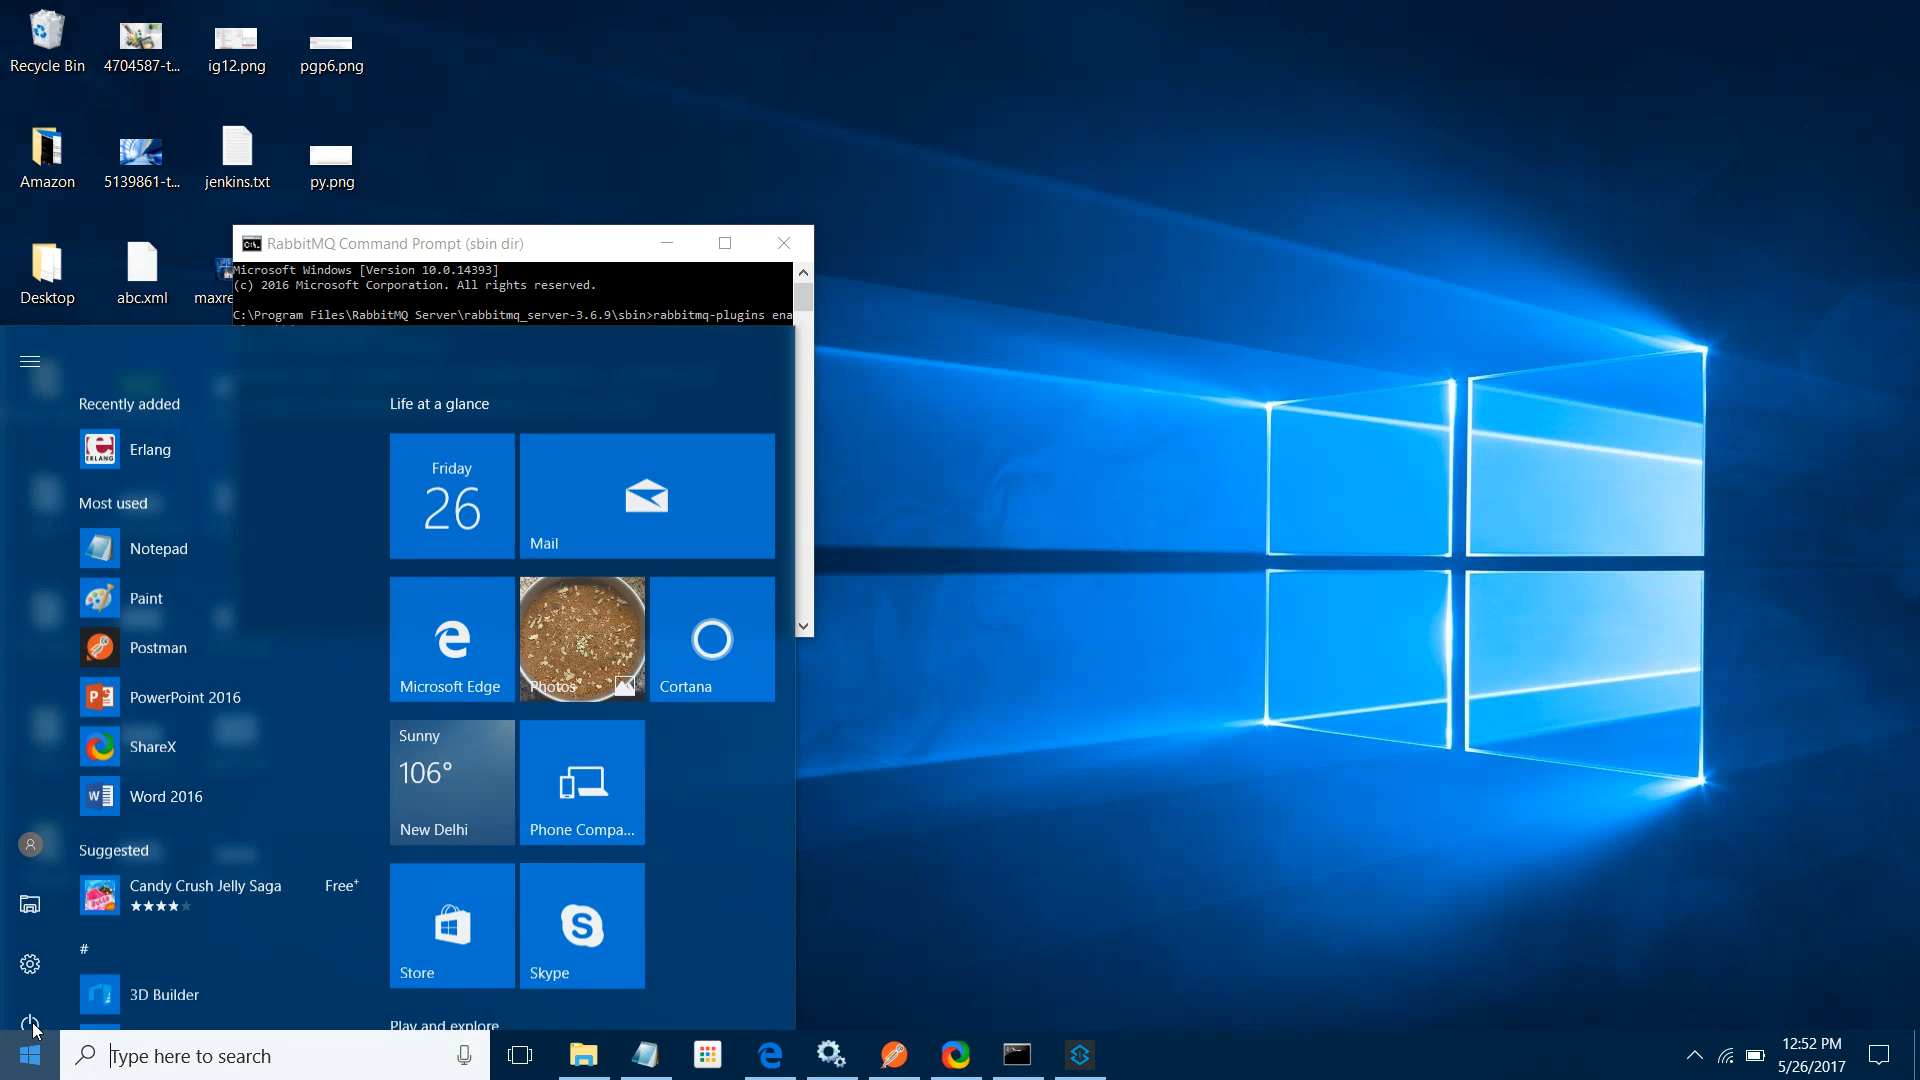 Recycle Bin
4704587-t...
ig12.png
pgp6.png
Amazon
5139861-t...
jenkins.txt
py.png
Desktop
abc.xml
maxre
RabbitMQ Command Prompt (sbin dir)
Microsoft Windows [Version 10.0.14393]
(c) 2016 Microsoft Corporation. All rights reserved.
C:\Program Files\RabbitMQ Server\rabbitmq_server-3.6.9\sbin>rabbitmq-plugins ena
Recently added
Erlang
Most used
Notepad
Paint
Postman
PowerPoint 2016
ShareX
Word 2016
Suggested
Candy Crush Jelly Saga
Free+
#
3D Builder
Life at a glance
Friday
26
Mail
Microsoft Edge
Photos
Cortana
Sunny
106°
New Delhi
Phone Compa...
Store
Skype
Play and explore
Type here to search
12:52 PM
5/26/2017